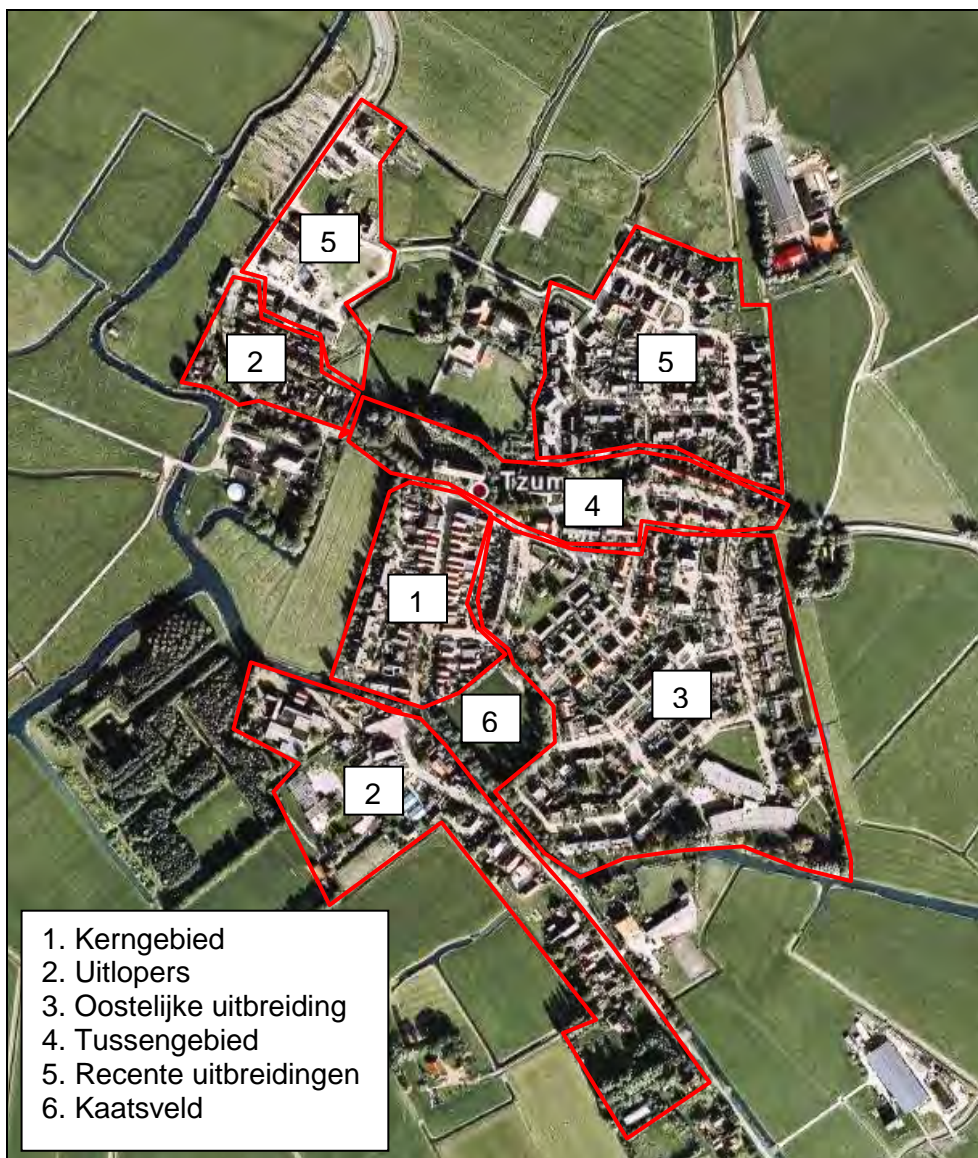 5
2
5
Tzum
4
1
3
6
2
1. Kerngebied
2. Uitlopers
3. Oostelijke uitbreiding
4. Tussengebied
5. Recente uitbreidingen
6. Kaatsveld